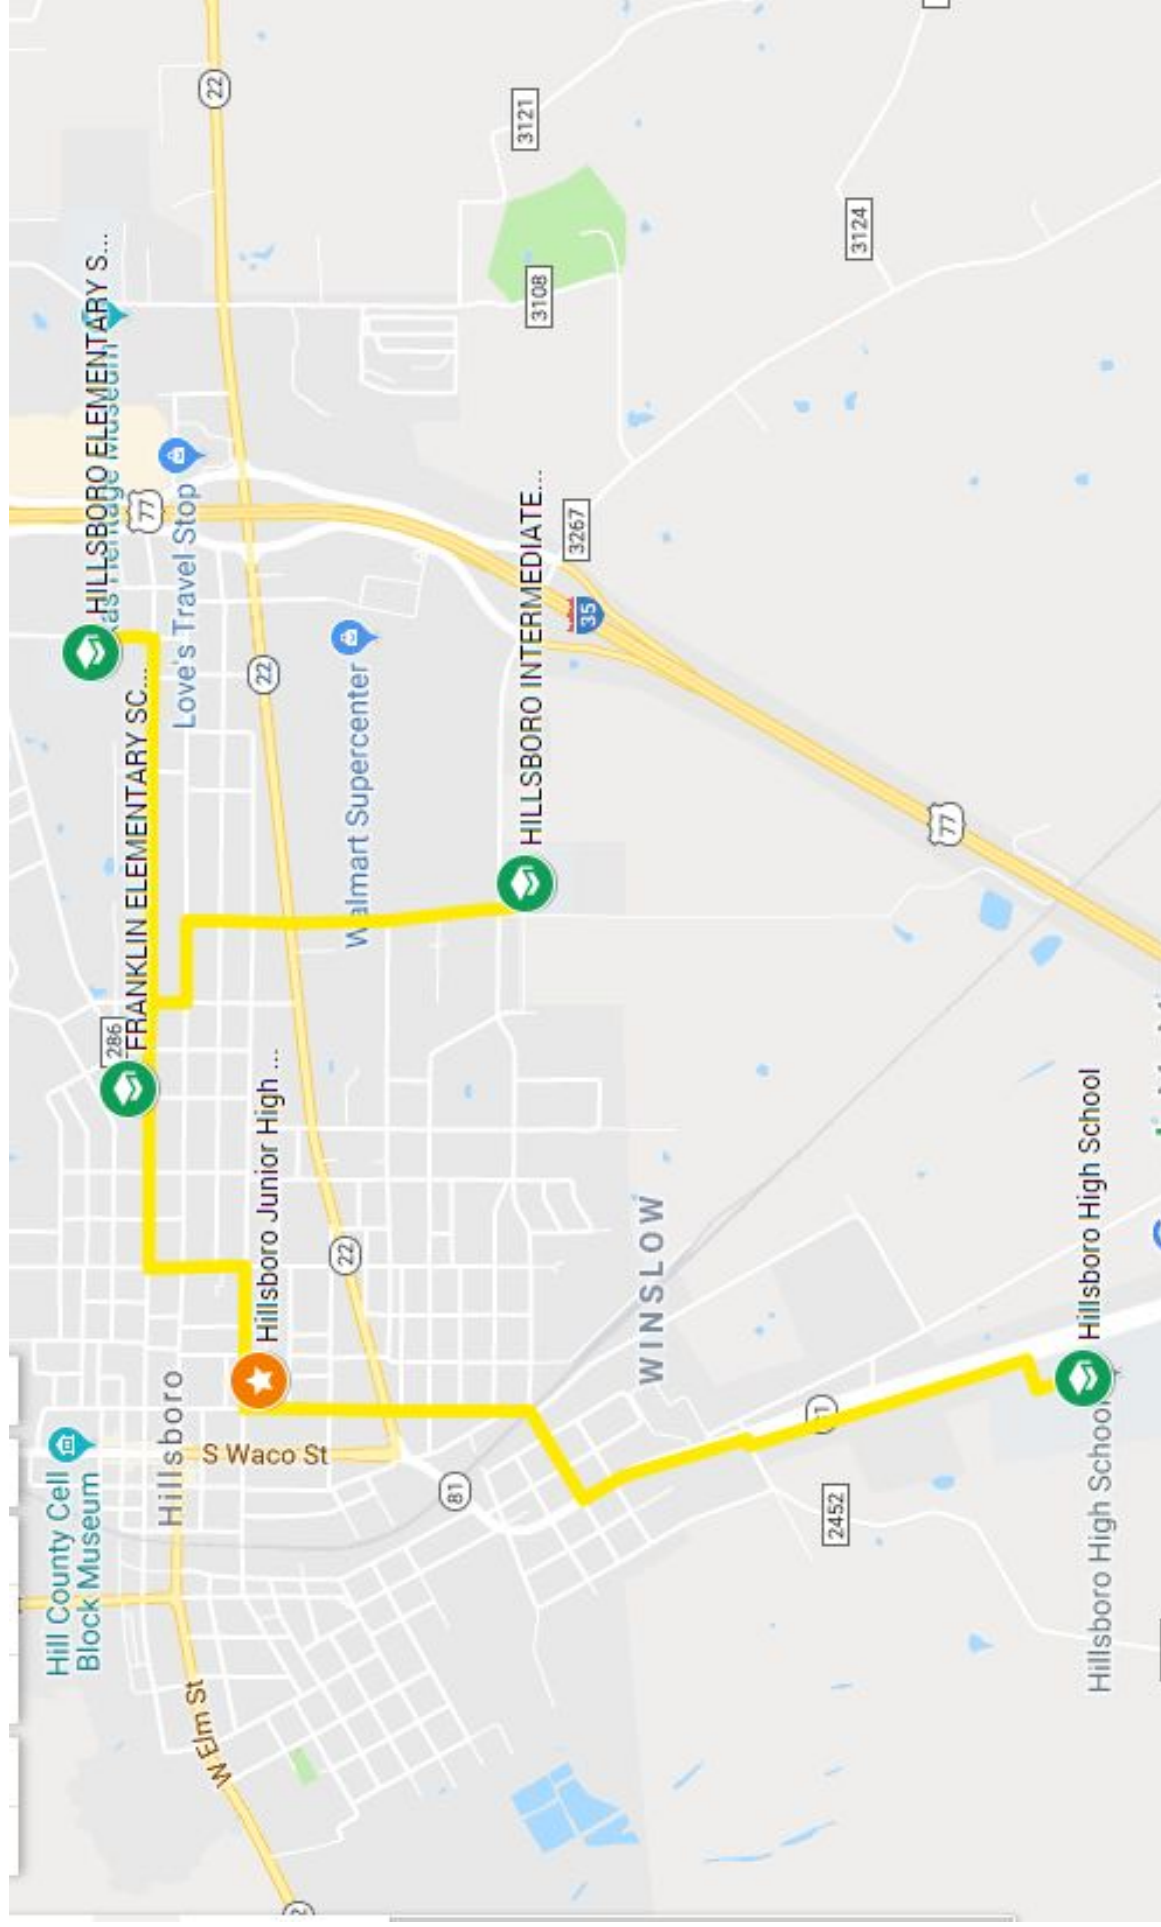 Hill County Cell
Block Museum
HILLSBORO ELEMENTARY S...
xas Heritage Museum
286
FRANKLIN ELEMENTARY SC...
77
Hillsboro
Love's Travel Stop
W Elm St
22
S Waco St
22
Hillsboro Junior High ...
22
Walmart Supercenter
81
3121
HILLSBORO INTERMEDIATE...
3108
3267
35
WINSLOW
2452
3124
77
Hillsboro High School
Hillsboro High School